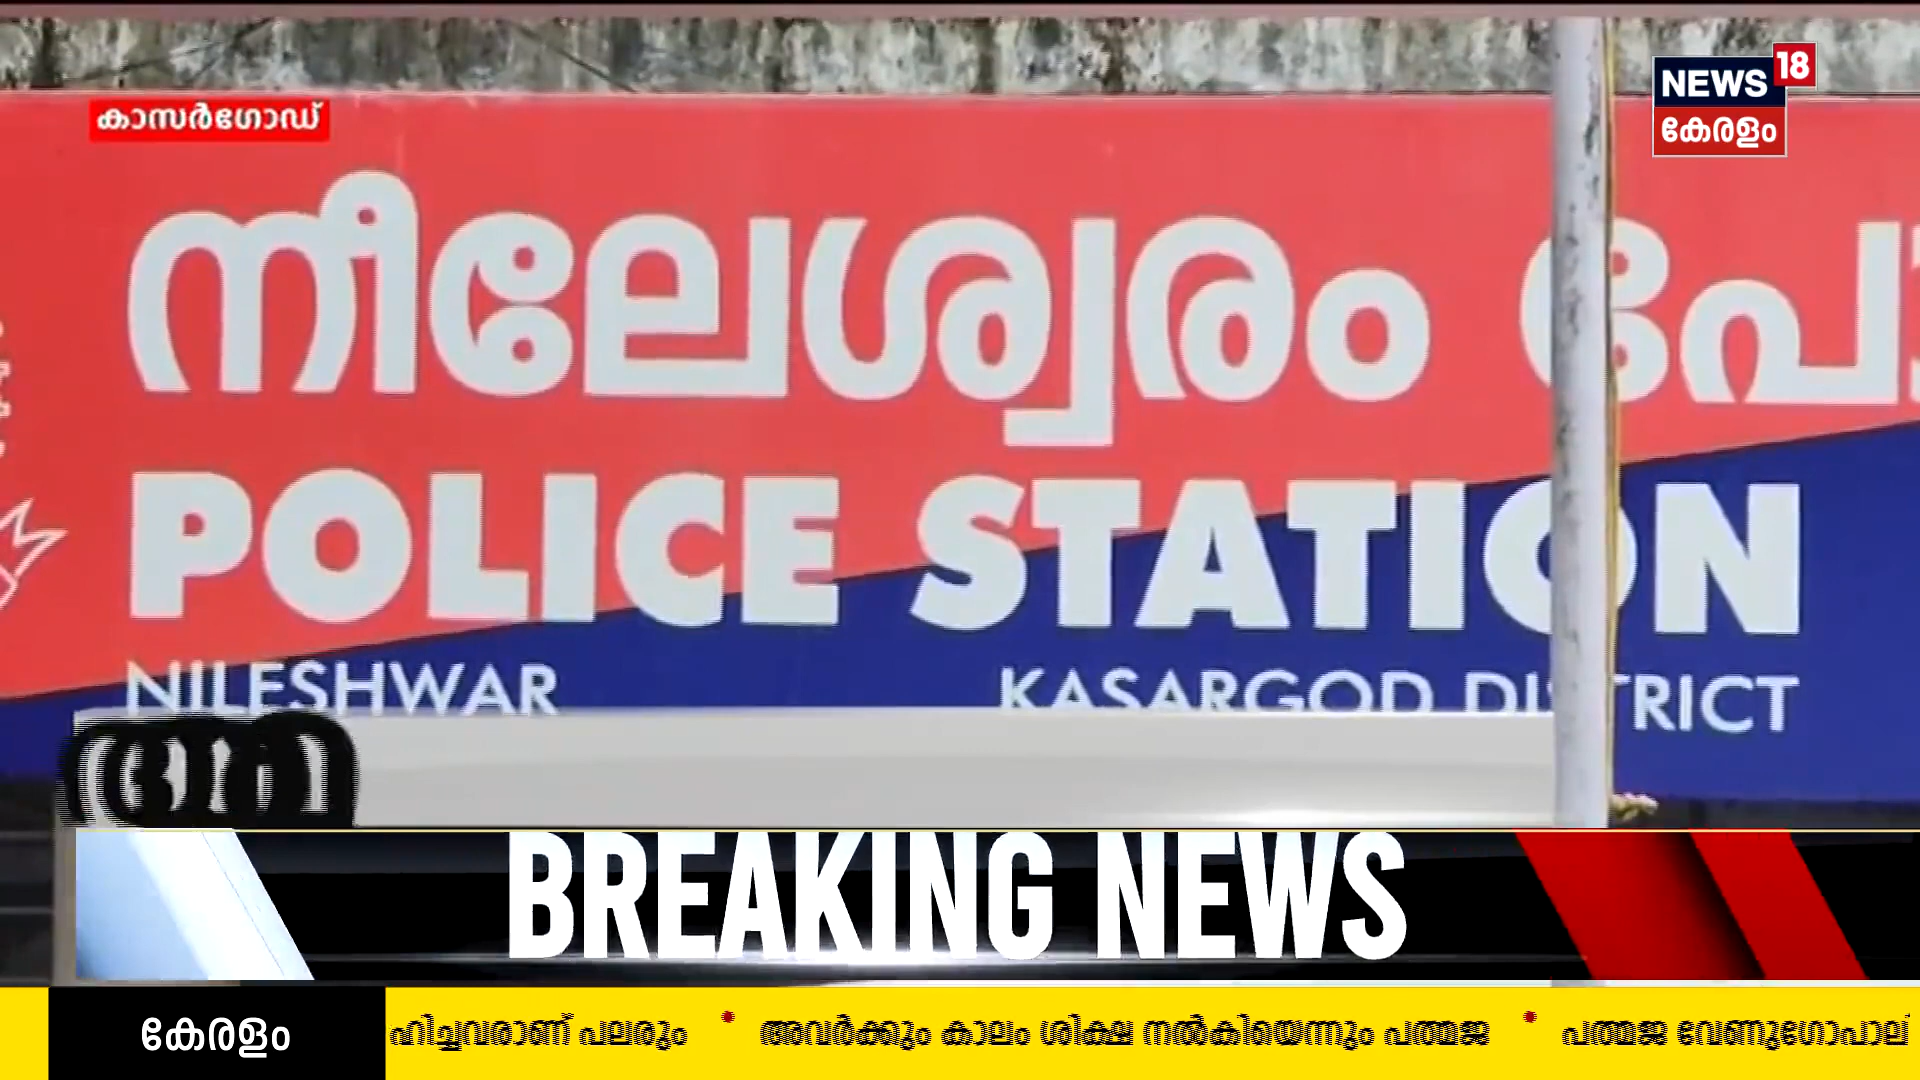 NEWS 18
കേരളം
കാസർഗോഡ്
നീലേശ്വരം
POLICE STATION
NILESHWAR KASARGOD DISTRICT
BREAKING NEWS
കേരളം
ഹിച്ചവരാണ് പലരും • അവർക്കും കാലം ശിക്ഷ നൽകിയെന്നും പത്മജ • പത്മജ വേണുഗോപാല